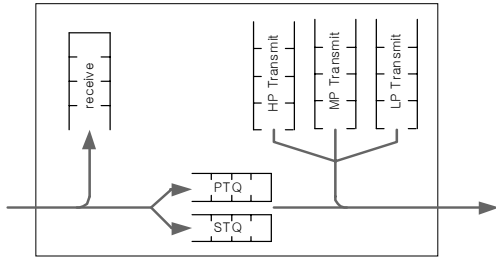 receive
HP Transmit
MP Transmit
LP Transmit
PTQ
STQ